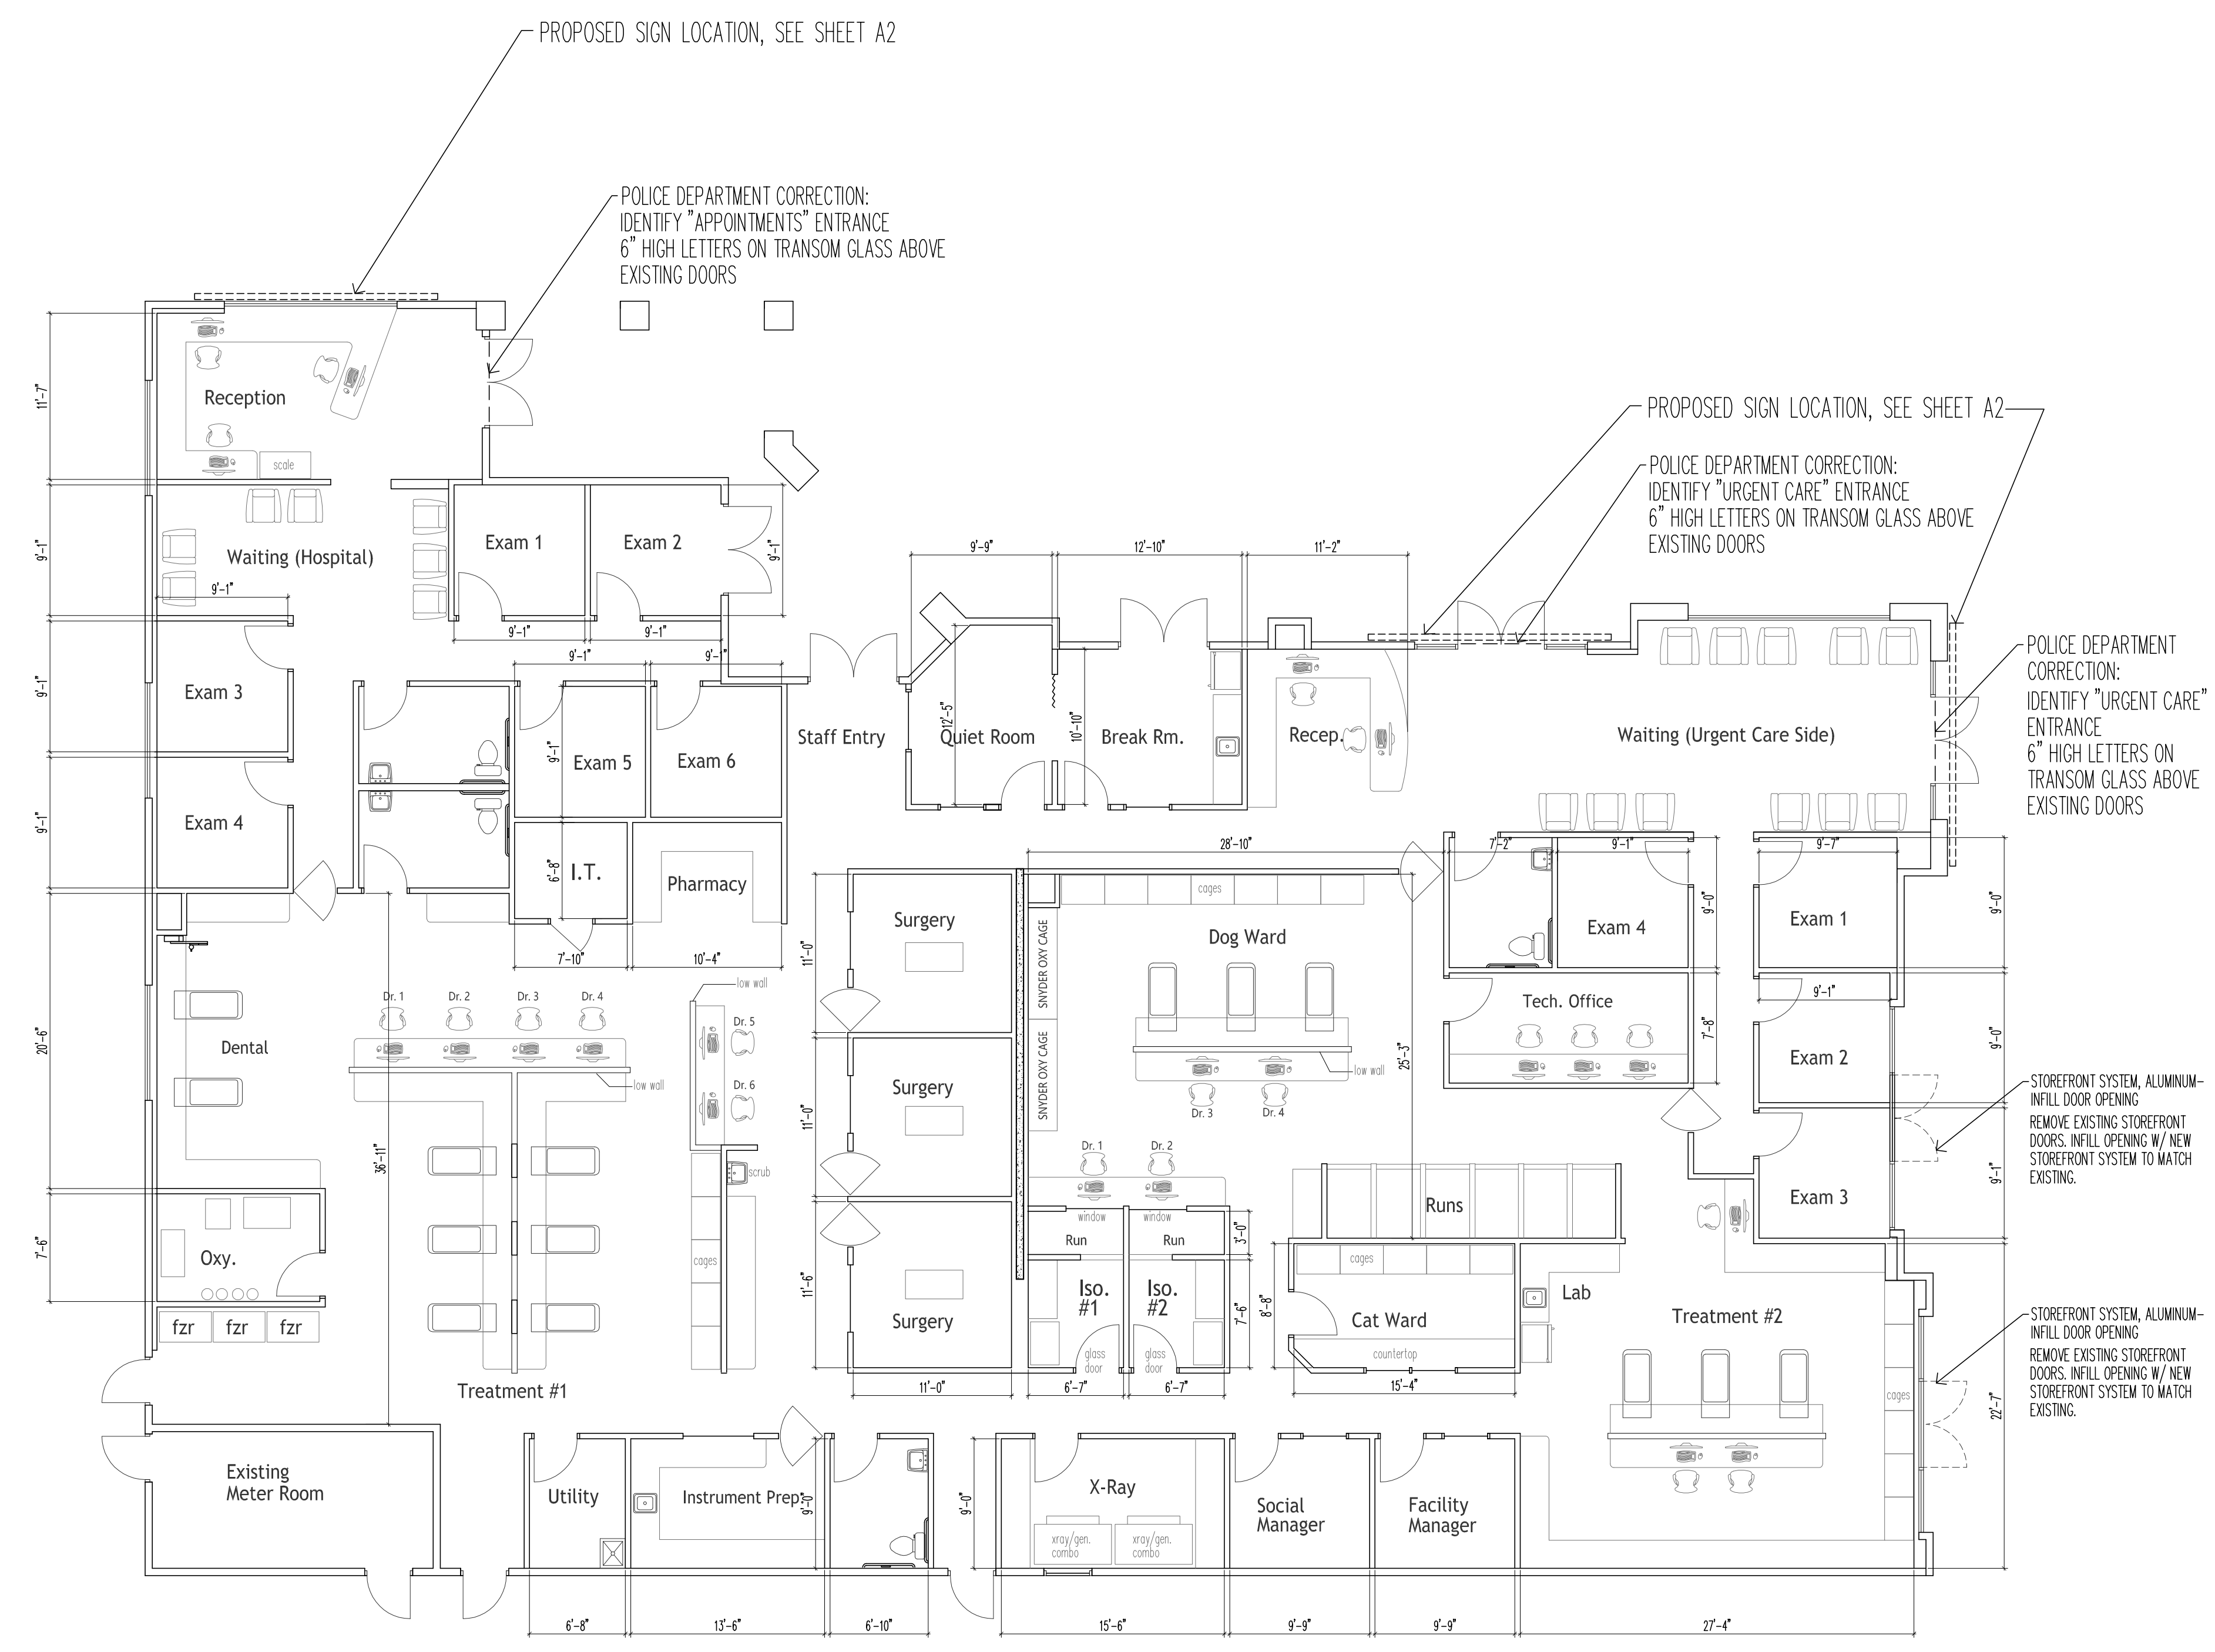 PROPOSED SIGN LOCATION, SEE SHEET A2
POLICE DEPARTMENT CORRECTION:
IDENTIFY "APPOINTMENTS" ENTRANCE
6" HIGH LETTERS ON TRANSOM GLASS ABOVE
EXISTING DOORS
PROPOSED SIGN LOCATION, SEE SHEET A2
POLICE DEPARTMENT CORRECTION:
IDENTIFY "URGENT CARE" ENTRANCE
6" HIGH LETTERS ON TRANSOM GLASS ABOVE
EXISTING DOORS
POLICE DEPARTMENT
CORRECTION:
IDENTIFY "URGENT CARE"
ENTRANCE
6" HIGH LETTERS ON
TRANSOM GLASS ABOVE
EXISTING DOORS
11'-7"
Reception
scale
9'-1"
Waiting (Hospital)
9'-1"
Exam 1
Exam 2
9'-1"
9'-1"
9'-1"
9'-9"
12'-10"
11'-2"
9'-1"
Exam 3
9'-1"
9'-1"
9'-1"
Exam 5
Exam 6
Staff Entry
12'-5"
Quiet Room
10'-10"
Break Rm.
Recep.
Waiting (Urgent Care Side)
9'-1"
Exam 4
6'-8"
I.T.
Pharmacy
7'-10"
10'-4"
28'-10"
7'-2"
9'-1"
9'-7"
11'-0"
Surgery
cages
Dog Ward
SNYDER OXY CAGE
SNYDER OXY CAGE
25'-3"
Exam 4
9'-0"
Exam 1
9'-0"
Tech. Office
7'-8"
9'-1"
Exam 2
9'-0"
20'-6"
Dental
36'-11"
Dr. 1
Dr. 2
Dr. 3
Dr. 4
low wall
low wall
Dr. 5
Dr. 6
11'-0"
Surgery
low wall
Dr. 3
Dr. 4
STOREFRONT SYSTEM, ALUMINUM-
INFILL DOOR OPENING
REMOVE EXISTING STOREFRONT
DOORS. INFILL OPENING W/ NEW
STOREFRONT SYSTEM TO MATCH
EXISTING.
Dr. 1
Dr. 2
scrub
Runs
Exam 3
9'-1"
7'-6"
Oxy.
cages
11'-6"
Surgery
window
window
Run
Run
3'-0"
Iso.
#1
Iso.
#2
7'-6"
8'-8"
cages
Cat Ward
countertop
Lab
Treatment #2
STOREFRONT SYSTEM, ALUMINUM-
INFILL DOOR OPENING
REMOVE EXISTING STOREFRONT
DOORS. INFILL OPENING W/ NEW
STOREFRONT SYSTEM TO MATCH
EXISTING.
fzr
fzr
fzr
glass
door
glass
door
Treatment #1
11'-0"
6'-7"
6'-7"
15'-4"
cages
22'-7"
Existing
Meter Room
Utility
Instrument Prep.
9'-0"
9'-0"
X-Ray
xray/gen.
combo
xray/gen.
combo
Social
Manager
Facility
Manager
6'-8"
13'-6"
6'-10"
15'-6"
9'-9"
9'-9"
27'-4"